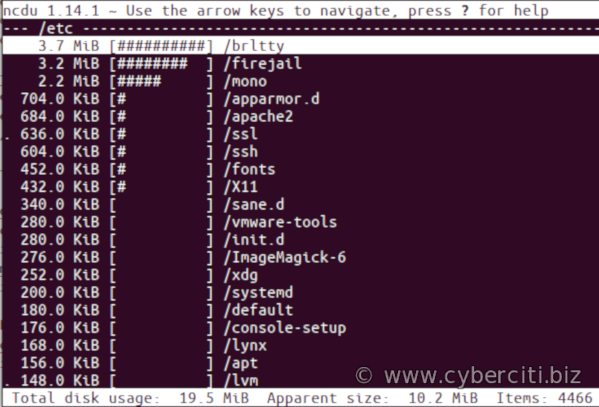 ncdu 1.14.1 ~ Use the arrow keys to navigate, press ? for help
--- /etc ----------------------------------------------------------
3.7 MiB [##########] /brltty
3.2 MiB [########  ] /firejail
2.2 MiB [#####     ] /mono
704.0 KiB [#         ] /apparmor.d
684.0 KiB [#         ] /apache2
. 636.0 KiB [#         ] /ssl
604.0 KiB [#         ] /ssh
452.0 KiB [#         ] /fonts
432.0 KiB [#         ] /X11
340.0 KiB [          ] /sane.d
280.0 KiB [          ] /vmware-tools
280.0 KiB [          ] /init.d
276.0 KiB [          ] /ImageMagick-6
252.0 KiB [          ] /xdg
200.0 KiB [          ] /systemd
180.0 KiB [          ] /default
176.0 KiB [          ] /console-setup
168.0 KiB [          ] /lynx
156.0 KiB [          ] /apt
. 148.0 KiB [          ] /lvm
© www.cyberciti.biz
Total disk usage:  19.5 MiB  Apparent size:  10.2 MiB  Items: 4466